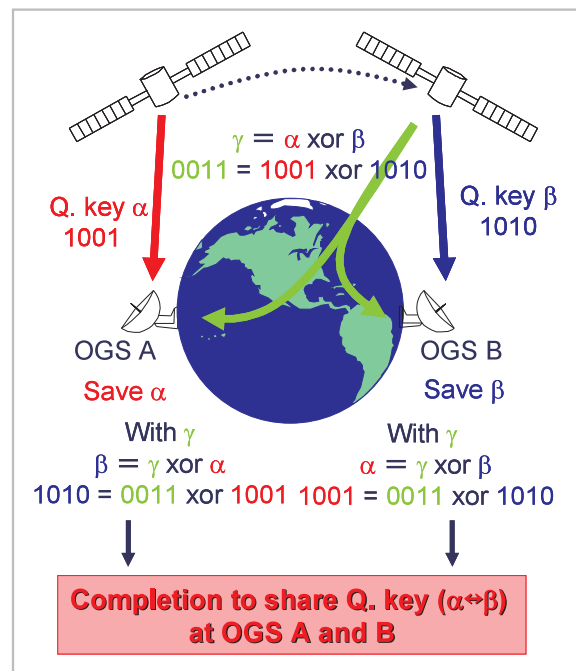 γ = α xor β
0011 = 1001 xor 1010
Q. key α
1001
Q. key β
1010
OGS A
Save α
With γ
β = γ xor α
1010 = 0011 xor 1001
OGS B
Save β
With γ
α = γ xor β
1001 = 0011 xor 1010
Completion to share Q. key (α↔β)
at OGS A and B